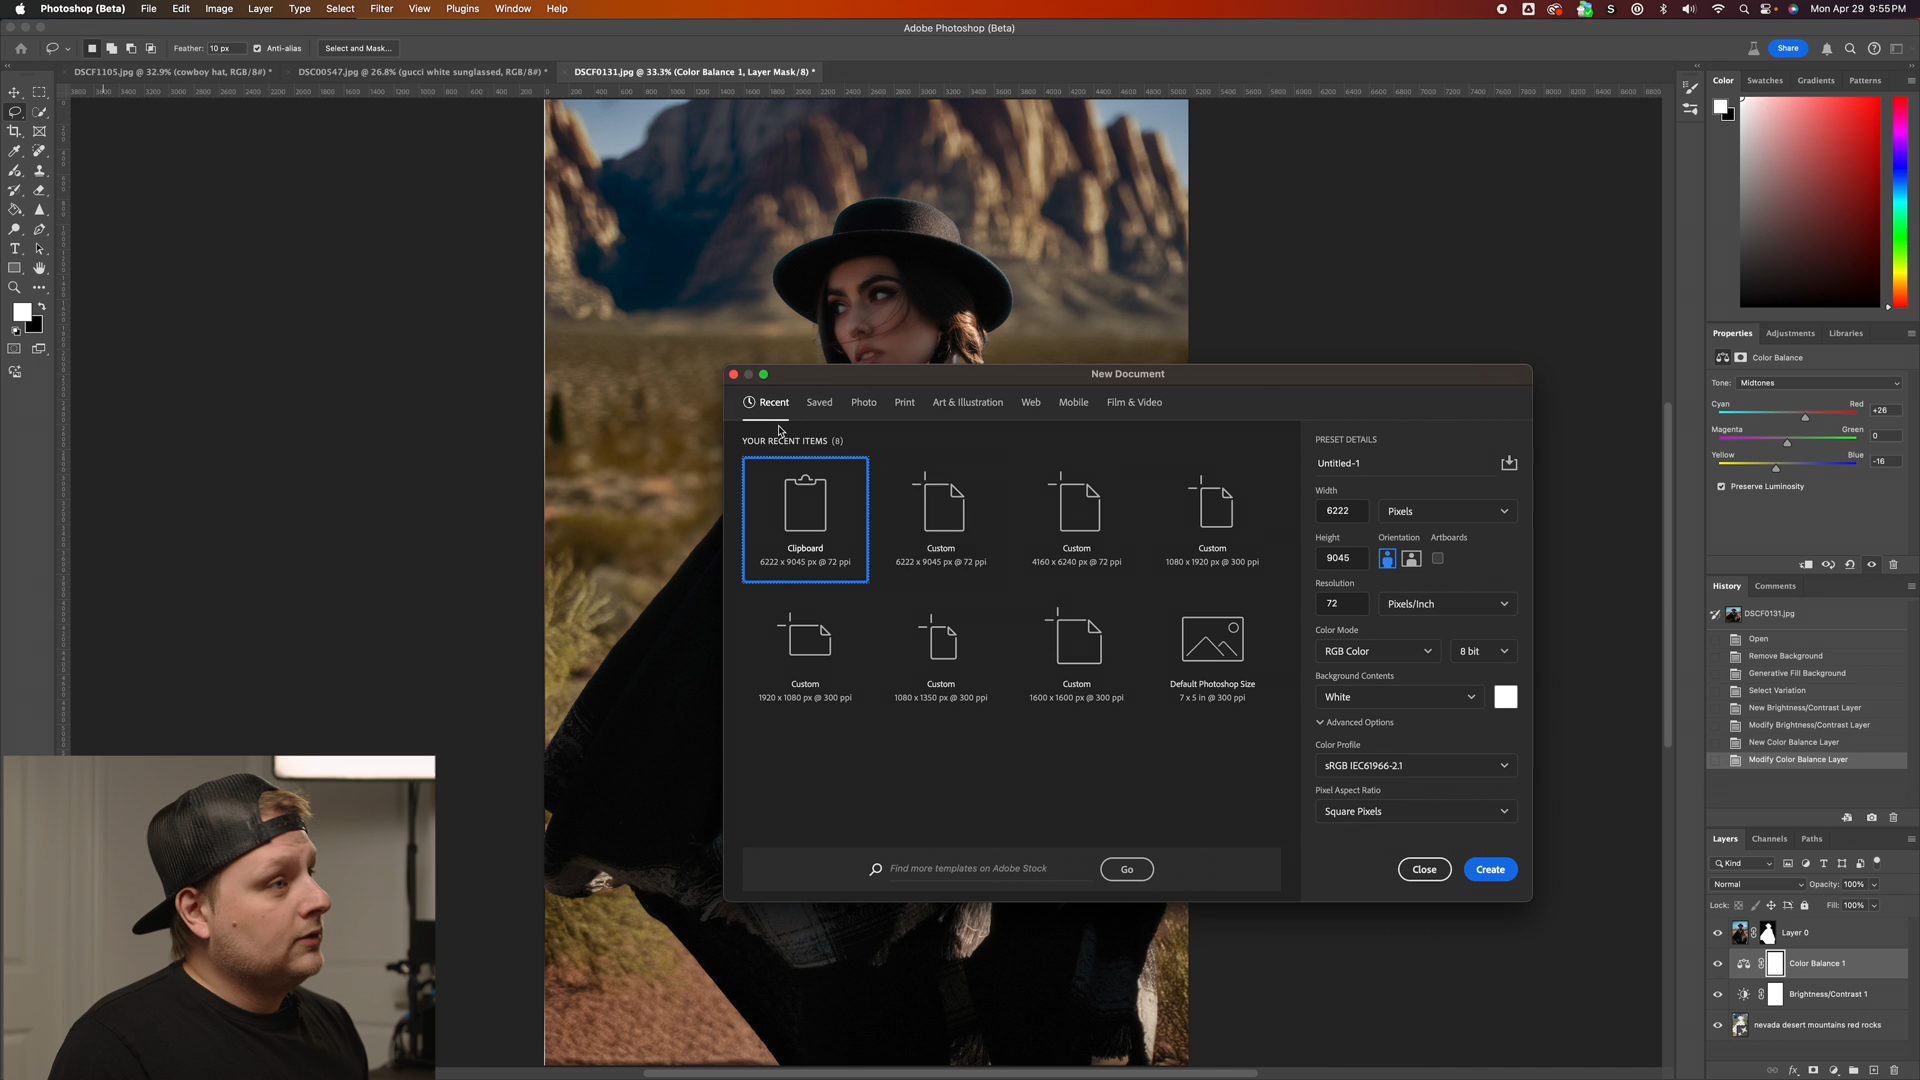 Photoshop (Beta) File Edit Image Layer Type Select Filter View Plugins Window Help
Mon Apr 29 9:55 PM
Adobe Photoshop (Beta)
Feather: 10 px Anti-alias Select and Mask...
Share
DSCF1105.jpg @ 32.9% (cowboy hat, RGB/8#) *
DSC00547.jpg @ 26.8% (gucci white sunglassed, RGB/8#) *
DSCF0131.jpg @ 33.3% (Color Balance 1, Layer Mask/8) *
Color Swatches Gradients Patterns
Properties Adjustments Libraries
Color Balance
Tone: Midtones
Cyan Red +26
Magenta Green 0
Yellow Blue -16
Preserve Luminosity
History Comments
DSCF0131.jpg
Open
Remove Background
Generative Fill Background
Select Variation
New Brightness/Contrast Layer
Modify Brightness/Contrast Layer
New Color Balance Layer
Modify Color Balance Layer
Layers Channels Paths
Kind
Normal Opacity: 100%
Lock: Fill: 100%
Layer 0
Color Balance 1
Brightness/Contrast 1
nevada desert mountains red rocks
New Document
Recent Saved Photo Print Art & Illustration Web Mobile Film & Video
YOUR RECENT ITEMS (8)
Clipboard
6222 x 9045 px @ 72 ppi
Custom
6222 x 9045 px @ 72 ppi
Custom
4160 x 6240 px @ 72 ppi
Custom
1080 x 1920 px @ 300 ppi
Custom
1920 x 1080 px @ 300 ppi
Custom
1080 x 1350 px @ 300 ppi
Custom
1600 x 1600 px @ 300 ppi
Default Photoshop Size
7 x 5 in @ 300 ppi
Find more templates on Adobe Stock Go
PRESET DETAILS
Untitled-1
Width
6222 Pixels
Height Orientation Artboards
9045
Resolution
72 Pixels/Inch
Color Mode
RGB Color 8 bit
Background Contents
White
Advanced Options
Color Profile
sRGB IEC61966-2.1
Pixel Aspect Ratio
Square Pixels
Close Create